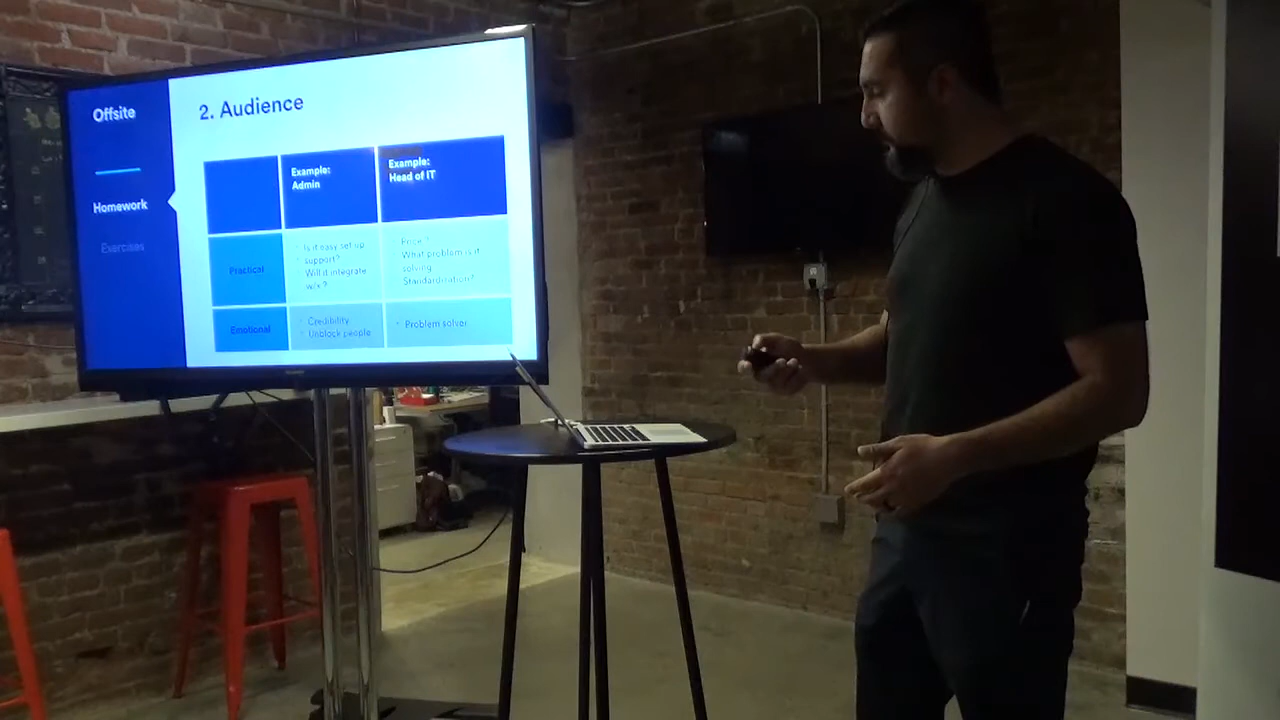 Offsite
Homework
Exercises
2. Audience
Example:
Admin
Example:
Head of IT
Practical
Is it easy set up
support?
Will it integrate
w/x?
Price?
What problem is it
solving
Standardization?
Emotional
Credibility
Unblock people
Problem solver